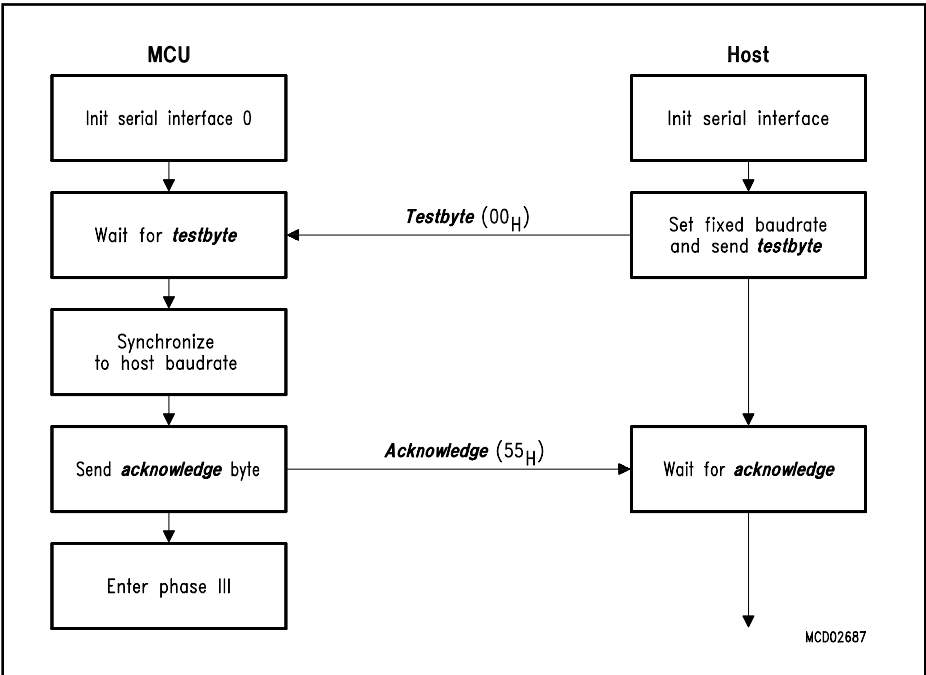 MCU
Host
Init serial interface 0
Init serial interface
Wait for testbyte
Testbyte (00H)
Set fixed baudrate
and send testbyte
Synchronize
to host baudrate
Send acknowledge byte
Acknowledge (55H)
Wait for acknowledge
Enter phase III
MCD02687